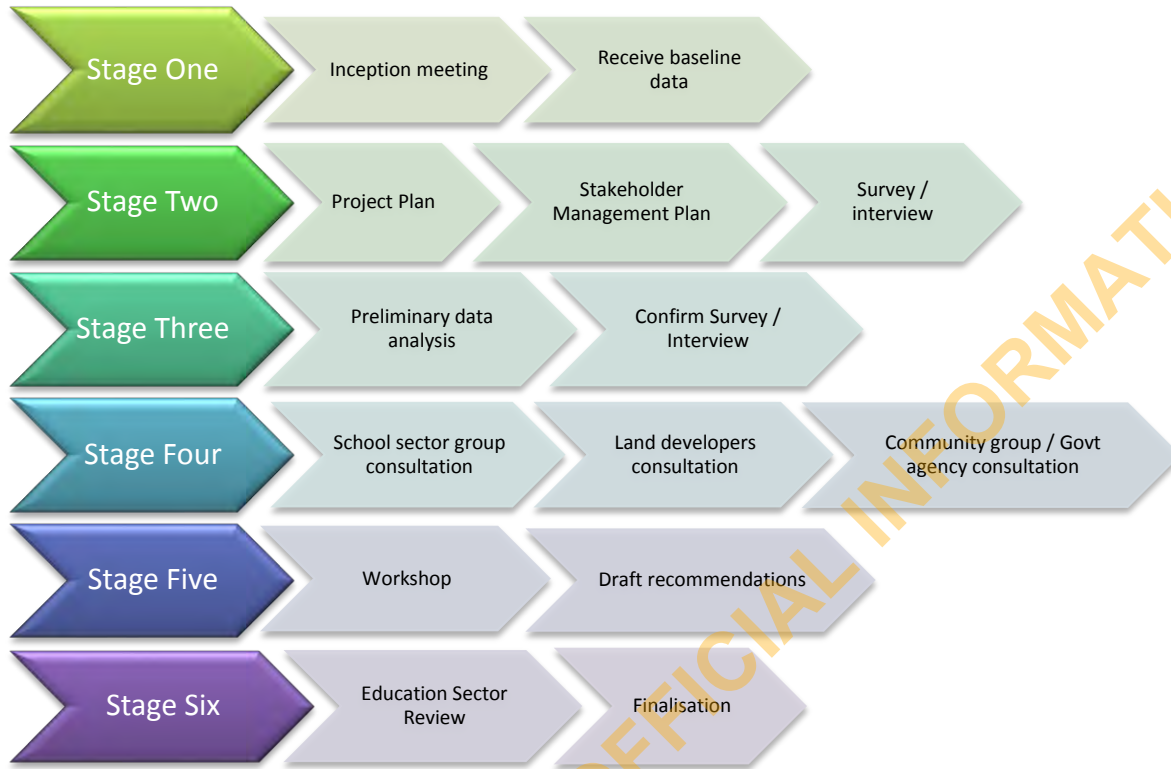 Stage One
Inception meeting
Receive baseline
data
Stage Two
Project Plan
Stakeholder
Management Plan
Survey /
interview
Stage Three
Preliminary data
analysis
Confirm Survey /
Interview
Stage Four
School sector group
consultation
Land developers
consultation
Community group / Govt
agency consultation
Stage Five
Workshop
Draft recommendations
Stage Six
Education Sector
Review
Finalisation
OFFICIAL INFORMATI